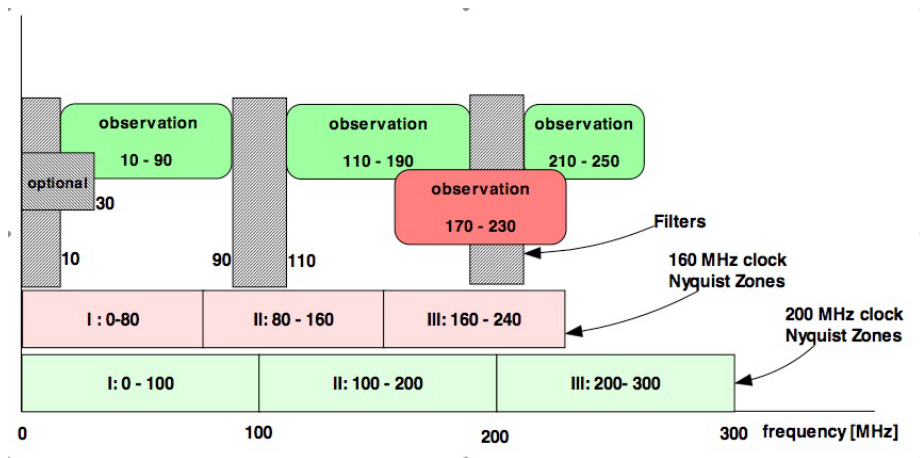 observation
10 - 90
observation
110 - 190
observation
210 - 250
optional
30
observation
170 - 230
Filters
10
90
110
160 MHz clock
Nyquist Zones
I : 0-80
II: 80 - 160
III: 160 - 240
200 MHz clock
Nyquist Zones
I: 0 - 100
II: 100 - 200
III: 200- 300
0
100
200
300
frequency [MHz]